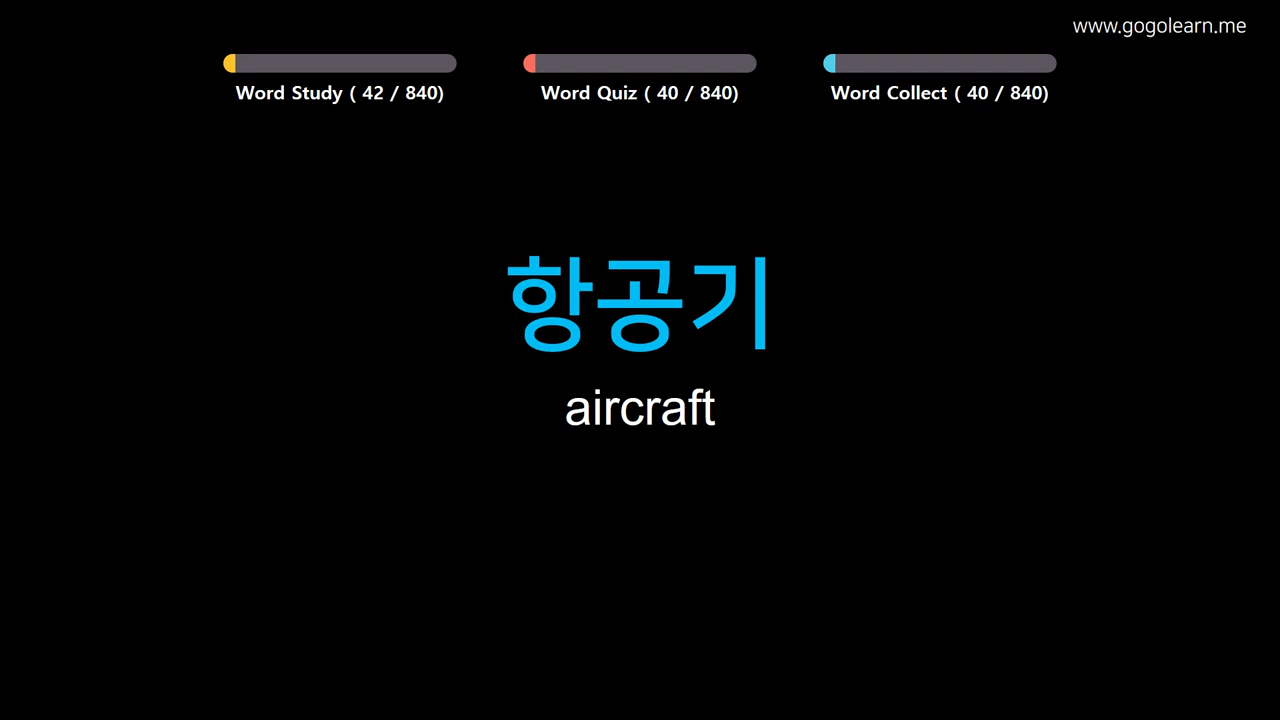 www.gogolearn.me
Word Study ( 42 / 840)
Word Quiz ( 40 / 840)
Word Collect ( 40 / 840)
항공기
aircraft